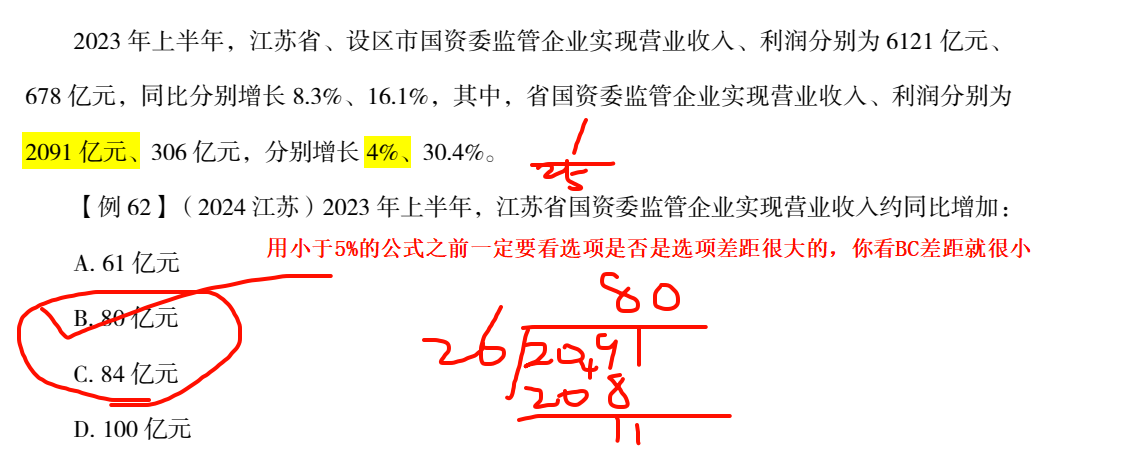 2023 年上半年，江苏省、设区市国资委监管企业实现营业收入、利润分别为 6121 亿元、
678 亿元，同比分别增长 8.3%、16.1%，其中，省国资委监管企业实现营业收入、利润分别为
2091 亿元、306 亿元，分别增长 4%、30.4%。
1
25
【例 62】（2024 江苏）2023 年上半年，江苏省国资委监管企业实现营业收入约同比增加：
用小于5%的公式之前一定要看选项是否是选项差距很大的，你看BC差距就很小
A. 61 亿元
B. 80 亿元
C. 84 亿元
D. 100 亿元
80
26 2091
208
11